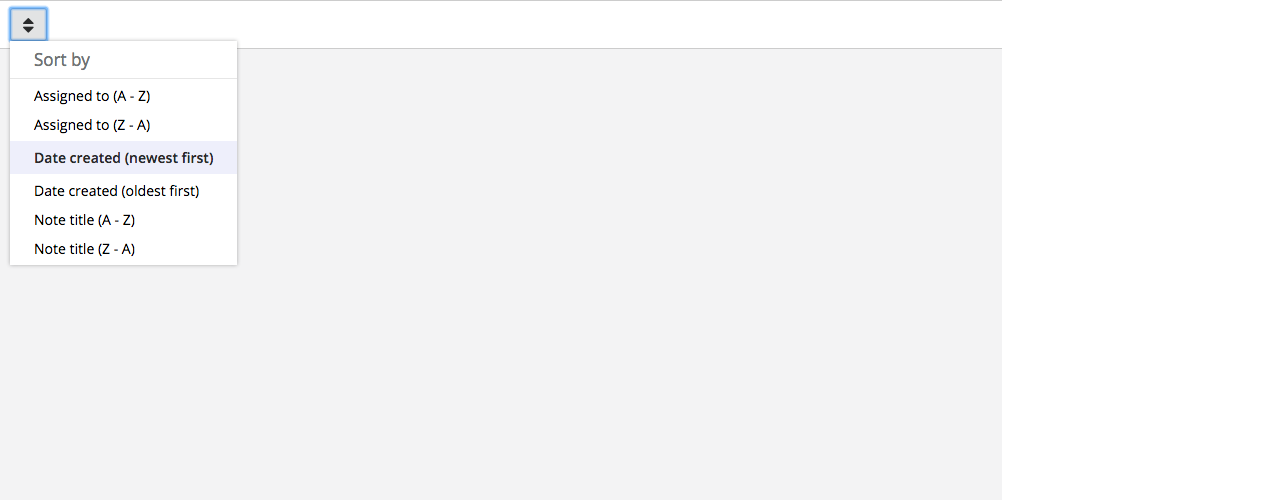 Sort by
Assigned to (A - Z)
Assigned to (Z - A)
Date created (newest first)
Date created (oldest first)
Note title (A - Z)
Note title (Z - A)